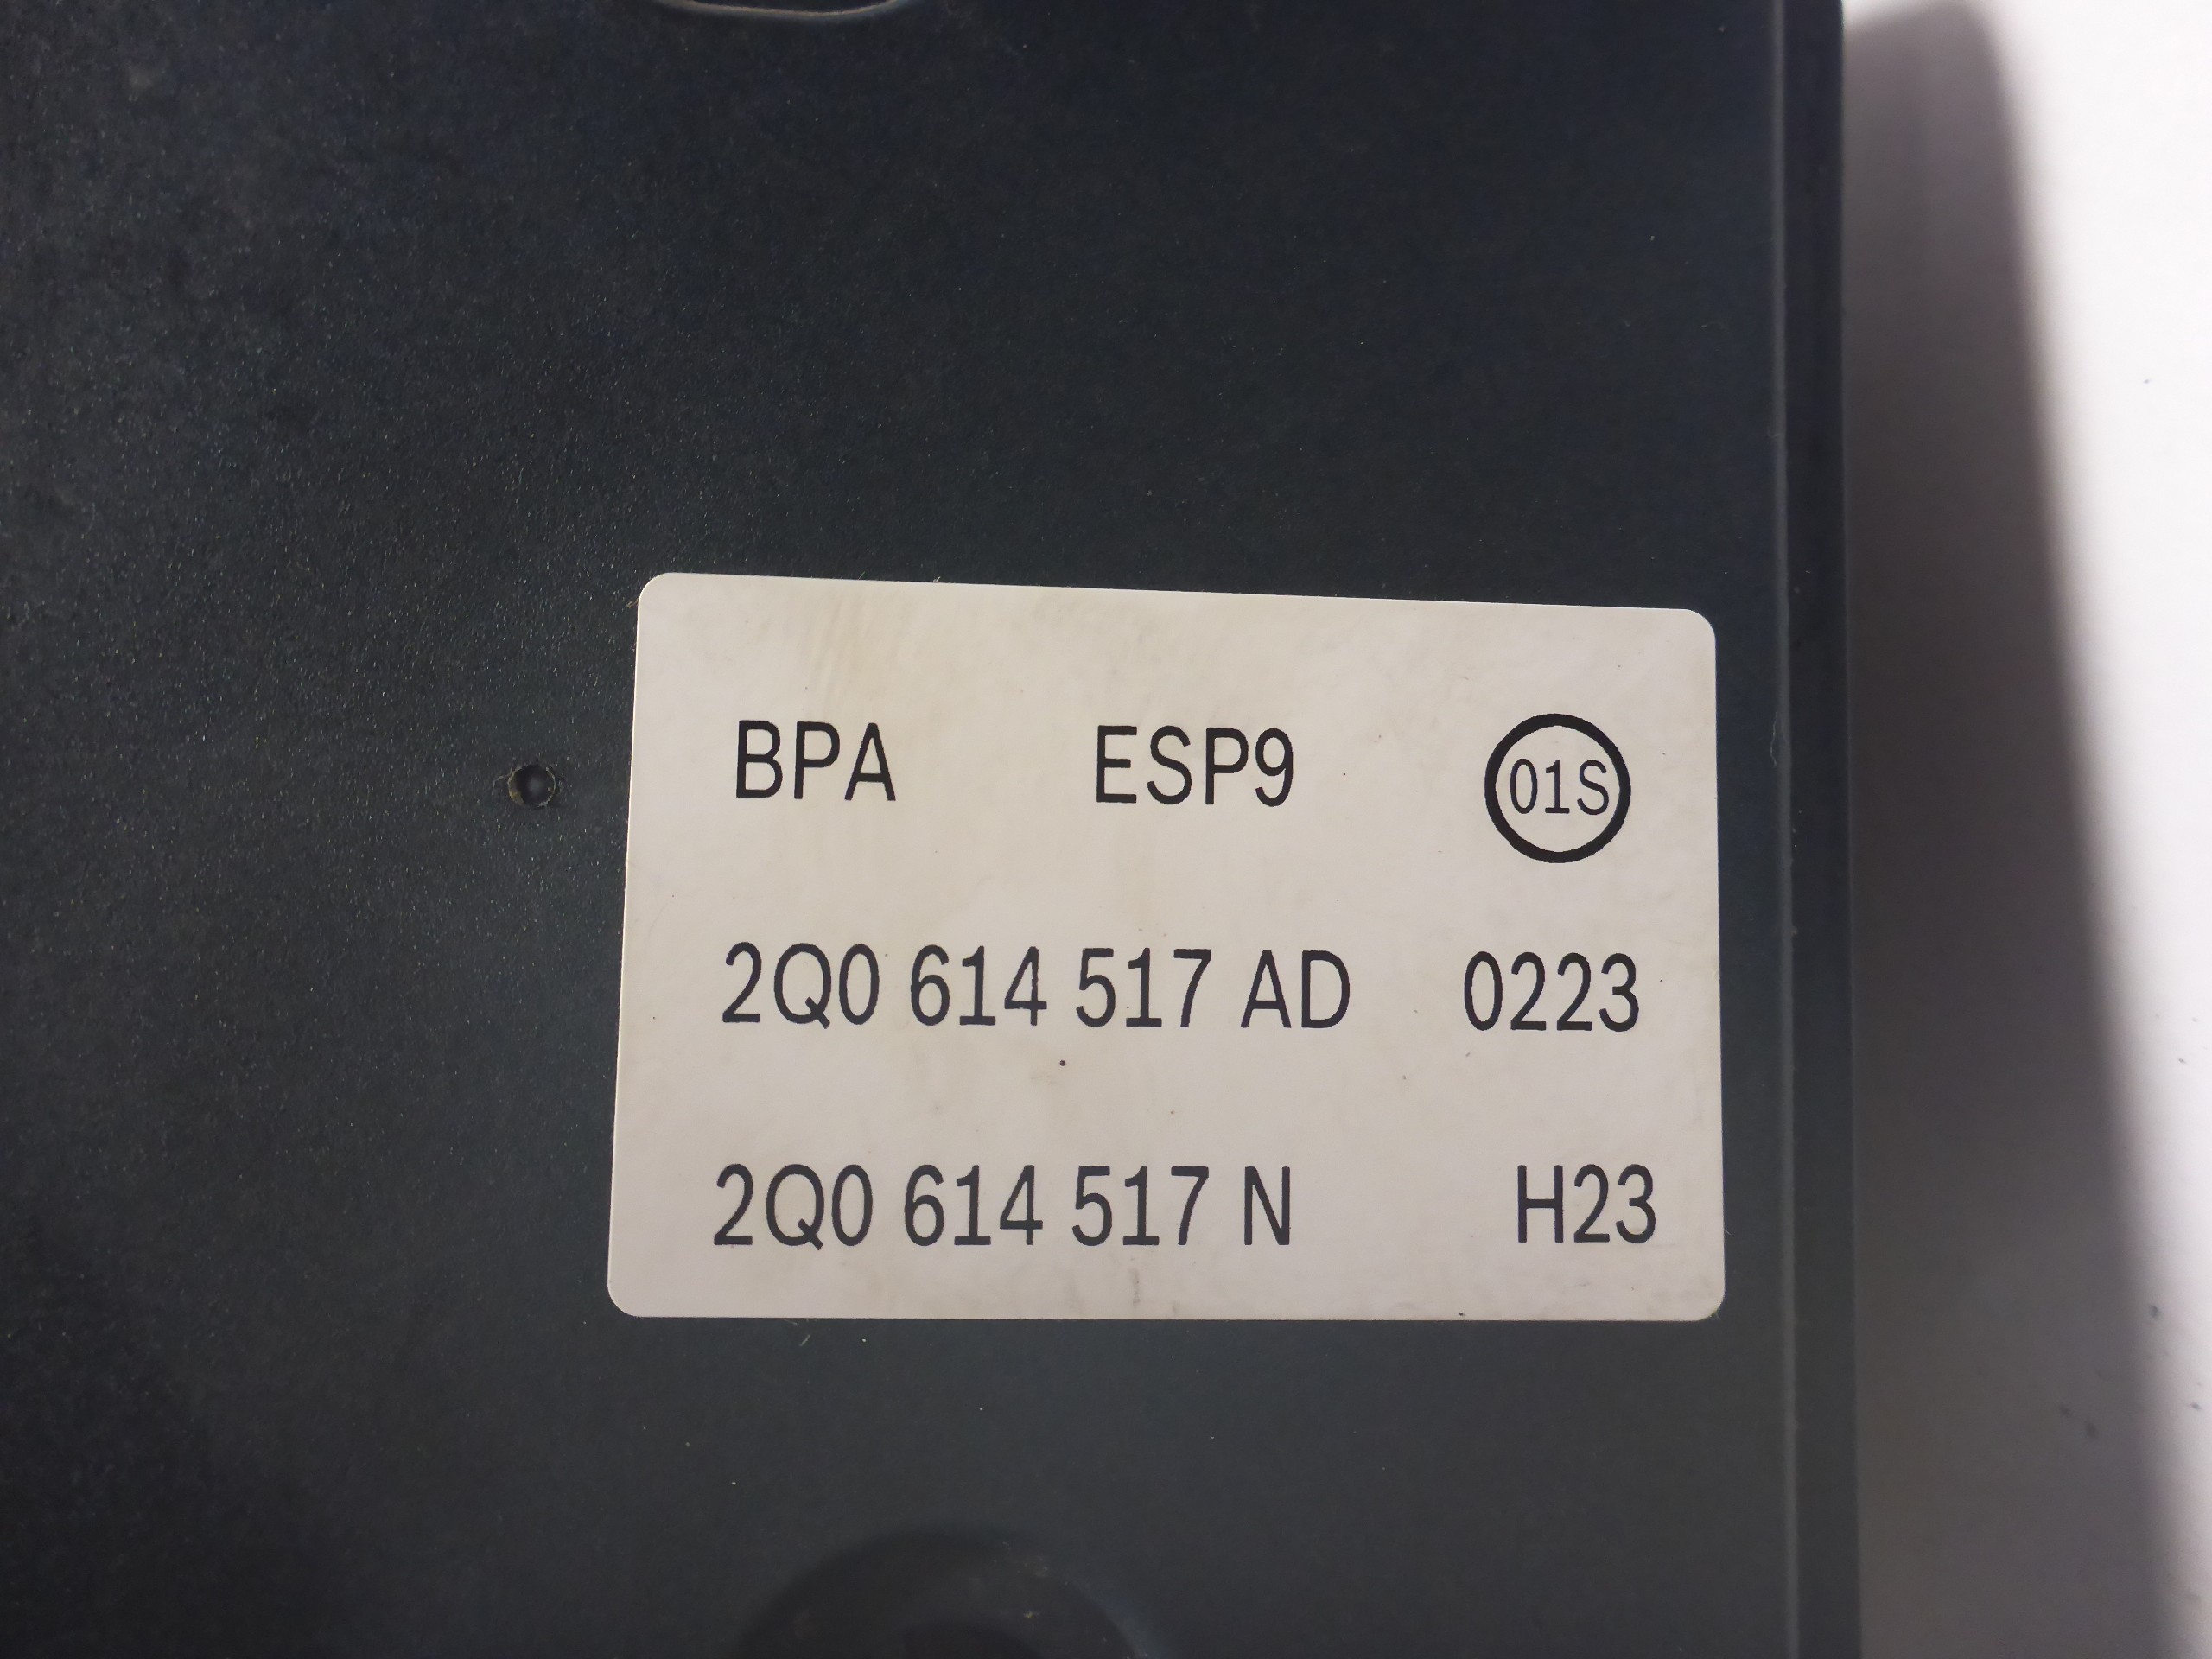 BPA ESP9 01S
2Q0 614 517 AD 0223
2Q0 614 517 N H23